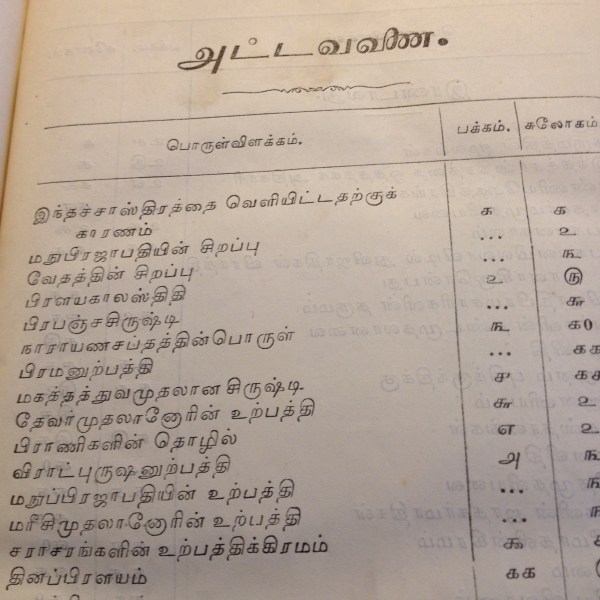 அட்டவணை.
பொருள்விளக்கம். பக்கம். சுலோகம்
இந்தச்சாஸ்திரத்தை வெளியிட்டதற்குக்
காரணம் க க
மநுப்பிரஜாபதியின் சிறப்பு ... உ
வேதத்தின் சிறப்பு ... ங
பிரளயகாலஸ்திதி உ ரு
பிரபஞ்சசிருஷ்டி ... சு
நாராயணசப்தத்தின்பொருள் ங க0
பிரமனுற்பத்தி ... கக
மகத்தத்துவமுதலான சிருஷ்டி ச
தேவர்முதலானோரின் உற்பத்தி சு
பிராணிகளின் தொழில் எ
விராட்புருஷனுற்பத்தி அ
மநுப்பிரஜாபதியின் உற்பத்தி ...
மரீசிமுதலானோரின் உற்பத்தி ...
சராசரங்களின் உற்பத்திக்கிரமம் கூ
தினப்பிரளயம் கக